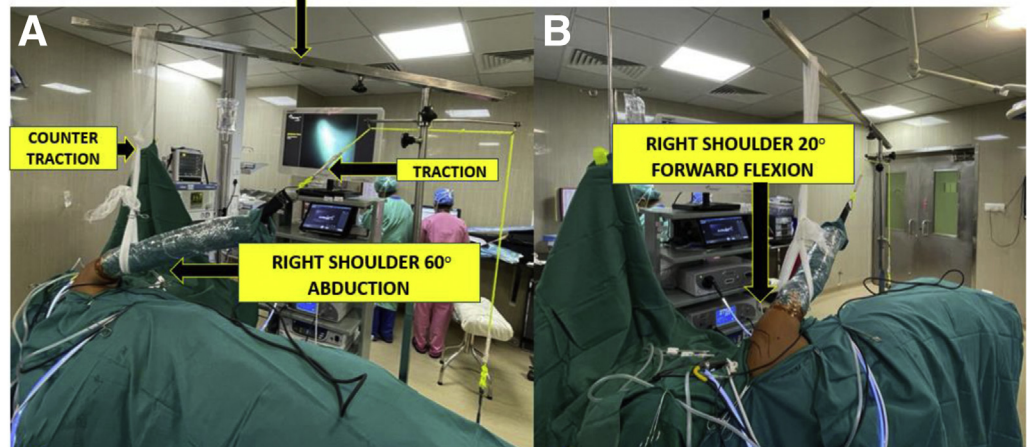 A
B
COUNTER
TRACTION
TRACTION
RIGHT SHOULDER 60°
ABDUCTION
RIGHT SHOULDER 20°
FORWARD FLEXION